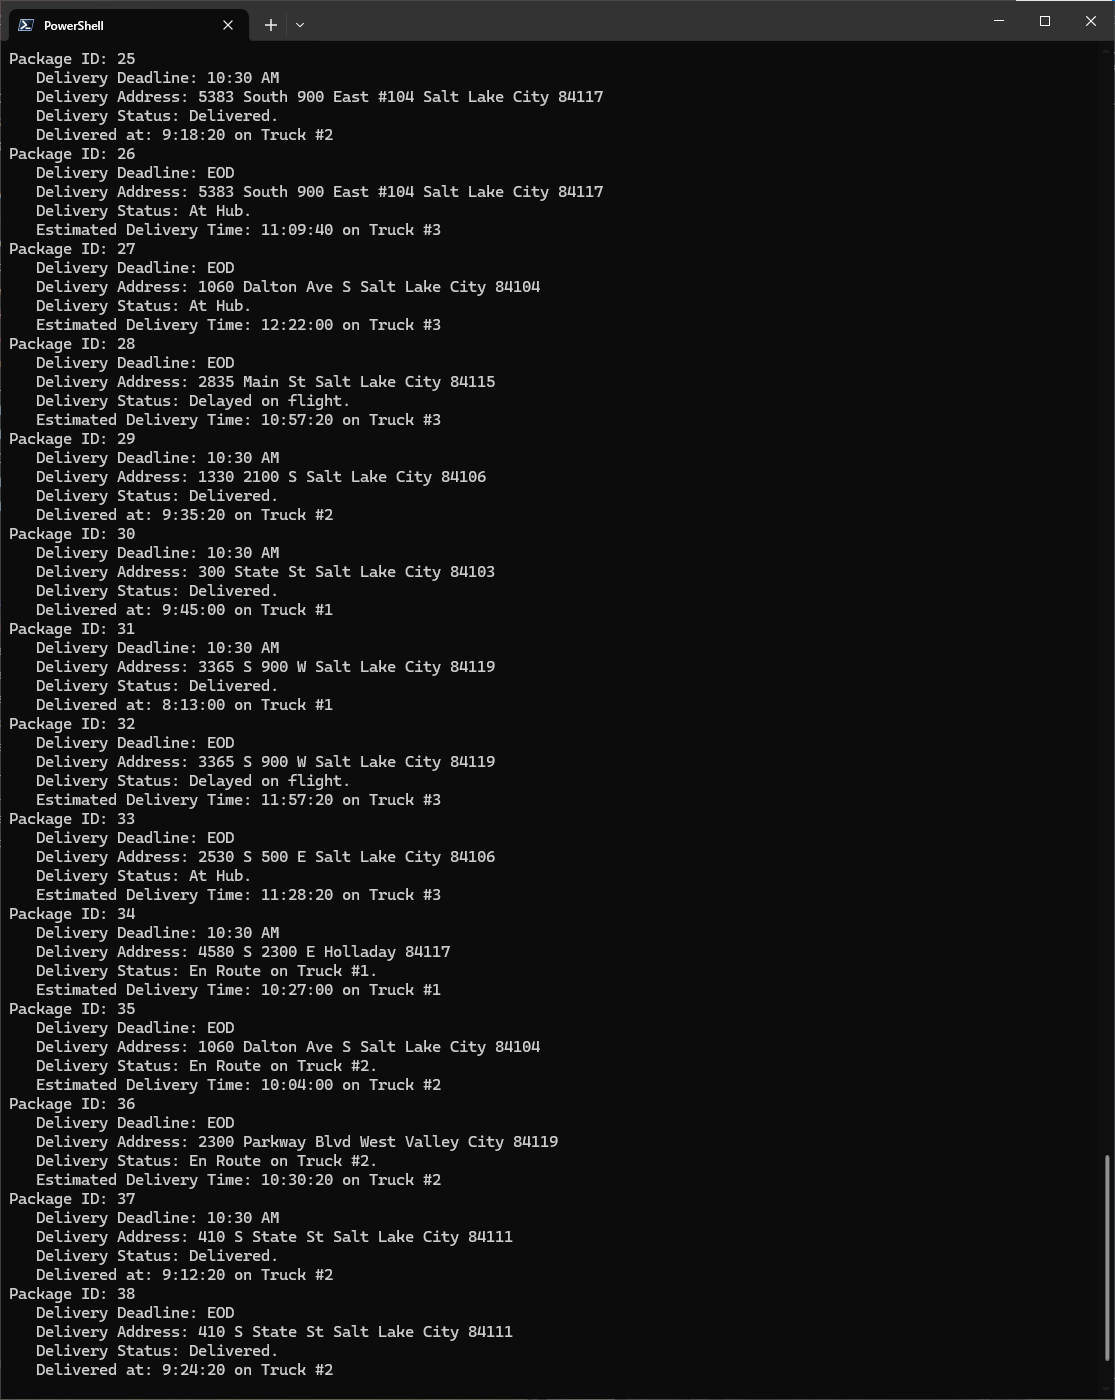 PowerShell
Package ID: 25
Delivery Deadline: 10:30 AM
Delivery Address: 5383 South 900 East #104 Salt Lake City 84117
Delivery Status: Delivered.
Delivered at: 9:18:20 on Truck #2
Package ID: 26
Delivery Deadline: EOD
Delivery Address: 5383 South 900 East #104 Salt Lake City 84117
Delivery Status: At Hub.
Estimated Delivery Time: 11:09:40 on Truck #3
Package ID: 27
Delivery Deadline: EOD
Delivery Address: 1060 Dalton Ave S Salt Lake City 84104
Delivery Status: At Hub.
Estimated Delivery Time: 12:22:00 on Truck #3
Package ID: 28
Delivery Deadline: EOD
Delivery Address: 2835 Main St Salt Lake City 84115
Delivery Status: Delayed on flight.
Estimated Delivery Time: 10:57:20 on Truck #3
Package ID: 29
Delivery Deadline: 10:30 AM
Delivery Address: 1330 2100 S Salt Lake City 84106
Delivery Status: Delivered.
Delivered at: 9:35:20 on Truck #2
Package ID: 30
Delivery Deadline: 10:30 AM
Delivery Address: 300 State St Salt Lake City 84103
Delivery Status: Delivered.
Delivered at: 9:45:00 on Truck #1
Package ID: 31
Delivery Deadline: 10:30 AM
Delivery Address: 3365 S 900 W Salt Lake City 84119
Delivery Status: Delivered.
Delivered at: 8:13:00 on Truck #1
Package ID: 32
Delivery Deadline: EOD
Delivery Address: 3365 S 900 W Salt Lake City 84119
Delivery Status: Delayed on flight.
Estimated Delivery Time: 11:57:20 on Truck #3
Package ID: 33
Delivery Deadline: EOD
Delivery Address: 2530 S 500 E Salt Lake City 84106
Delivery Status: At Hub.
Estimated Delivery Time: 11:28:20 on Truck #3
Package ID: 34
Delivery Deadline: 10:30 AM
Delivery Address: 4580 S 2300 E Holladay 84117
Delivery Status: En Route on Truck #1.
Estimated Delivery Time: 10:27:00 on Truck #1
Package ID: 35
Delivery Deadline: EOD
Delivery Address: 1060 Dalton Ave S Salt Lake City 84104
Delivery Status: En Route on Truck #2.
Estimated Delivery Time: 10:04:00 on Truck #2
Package ID: 36
Delivery Deadline: EOD
Delivery Address: 2300 Parkway Blvd West Valley City 84119
Delivery Status: En Route on Truck #2.
Estimated Delivery Time: 10:30:20 on Truck #2
Package ID: 37
Delivery Deadline: 10:30 AM
Delivery Address: 410 S State St Salt Lake City 84111
Delivery Status: Delivered.
Delivered at: 9:12:20 on Truck #2
Package ID: 38
Delivery Deadline: EOD
Delivery Address: 410 S State St Salt Lake City 84111
Delivery Status: Delivered.
Delivered at: 9:24:20 on Truck #2